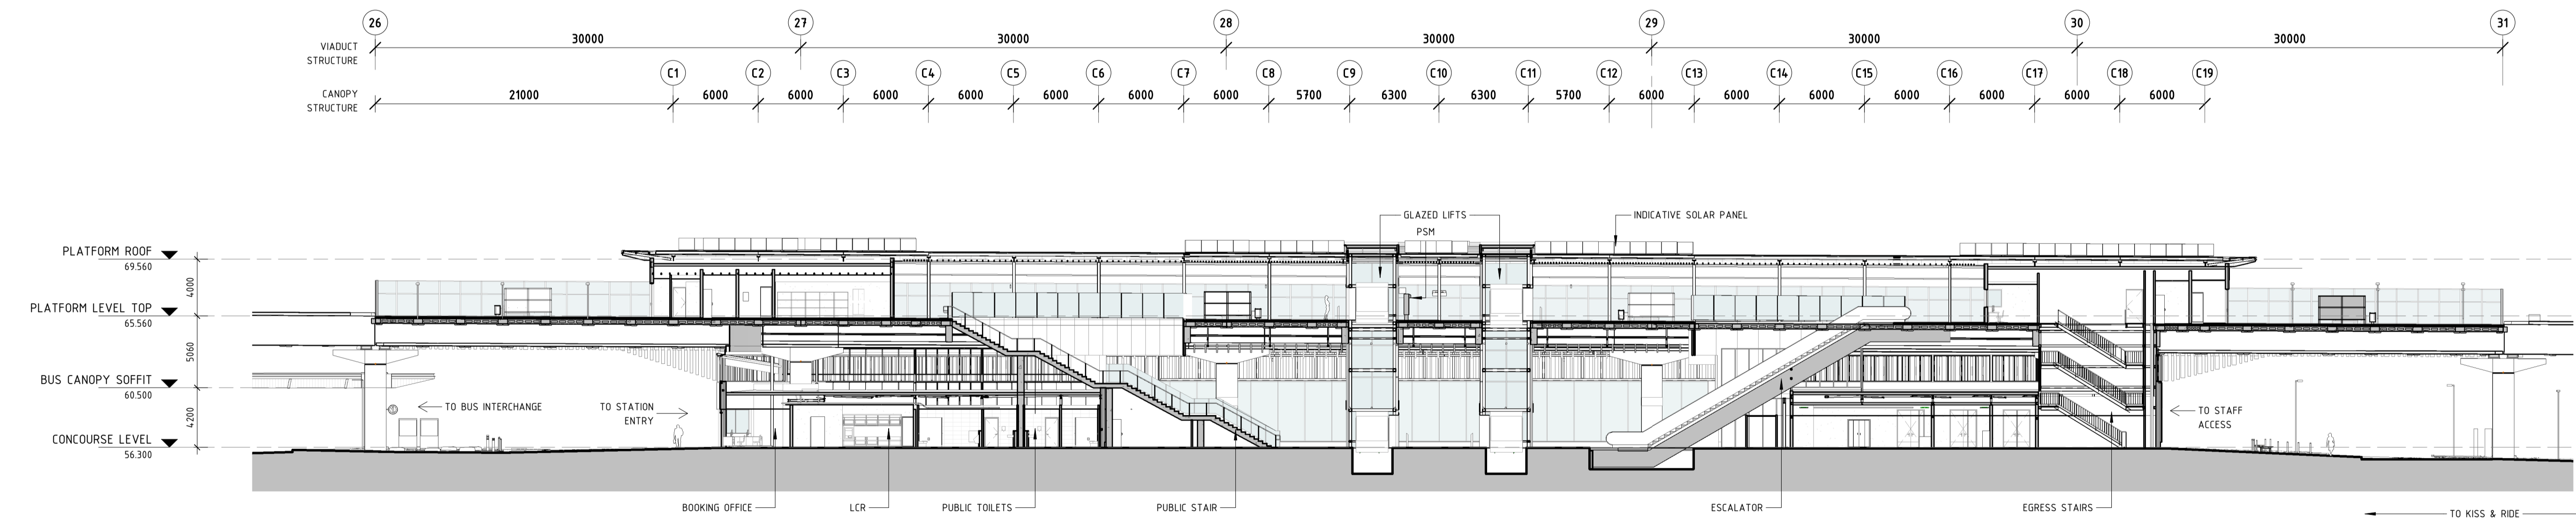 26 27 28 29 30 31
VIADUCT
STRUCTURE
30000 30000 30000 30000 30000
C1 C2 C3 C4 C5 C6 C7 C8 C9 C10 C11 C12 C13 C14 C15 C16 C17 C18 C19
CANOPY
STRUCTURE
21000 6000 6000 6000 6000 6000 6000 6000 5700 6300 6300 5700 6000 6000 6000 6000 6000 6000 6000
GLAZED LIFTS
PSM
INDICATIVE SOLAR PANEL
PLATFORM ROOF
69.560
4000
PLATFORM LEVEL TOP
65.560
5060
BUS CANOPY SOFFIT
60.500
4200
CONCOURSE LEVEL
56.300
TO BUS INTERCHANGE
TO STATION
ENTRY
TO STAFF
ACCESS
BOOKING OFFICE
LCR
PUBLIC TOILETS
PUBLIC STAIR
ESCALATOR
EGRESS STAIRS
TO KISS & RIDE